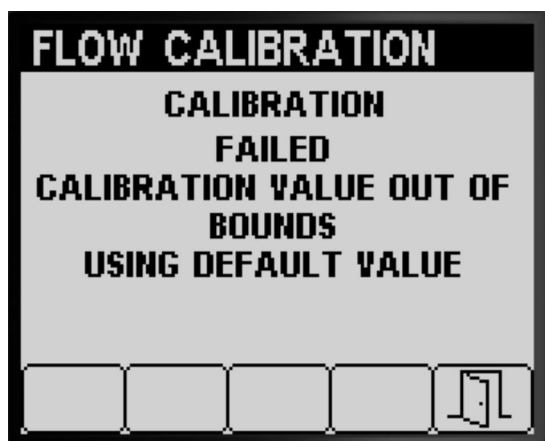 FLOW CALIBRATION
CALIBRATION
FAILED
CALIBRATION VALUE OUT OF
BOUNDS
USING DEFAULT VALUE